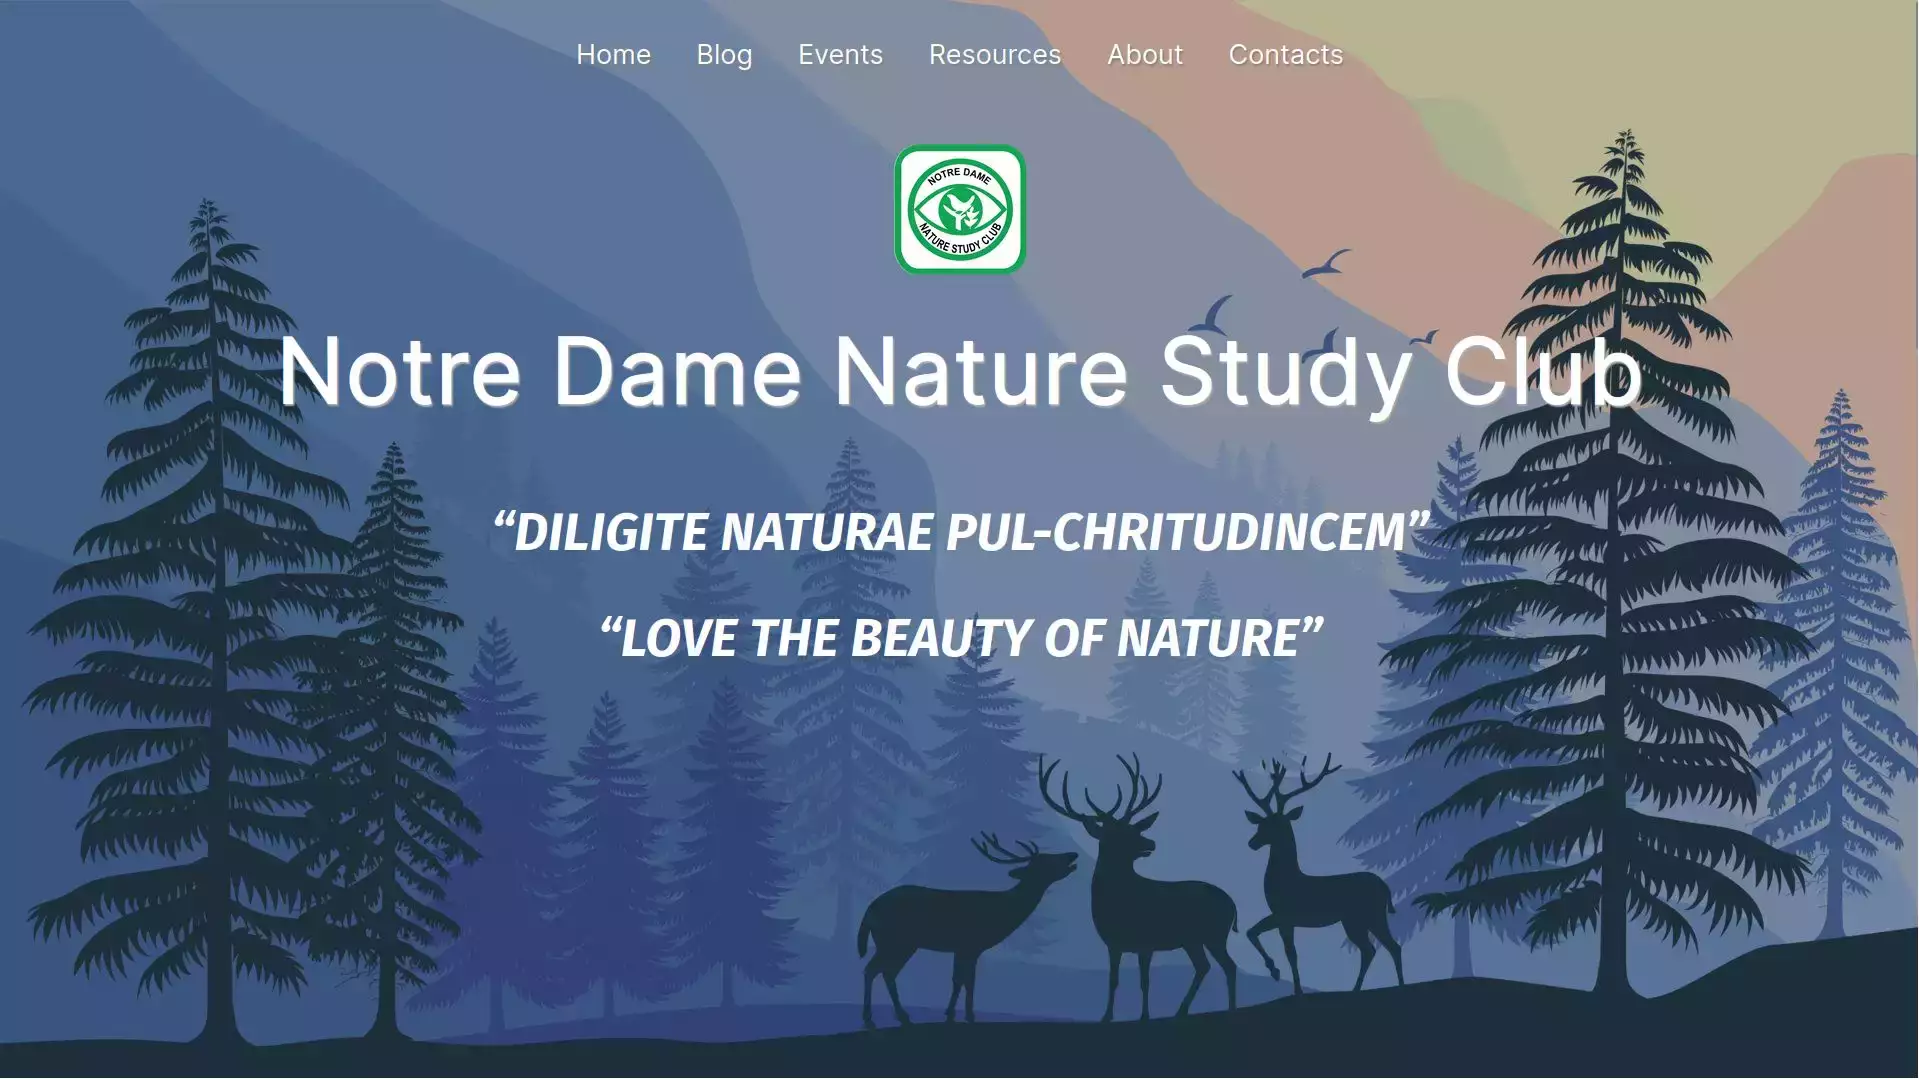 Home Blog Events Resources About Contacts
NOTRE DAME
NATURE STUDY CLUB
Notre Dame Nature Study Club
“DILIGITE NATURAE PUL-CHRITUDINCEM”
“LOVE THE BEAUTY OF NATURE”